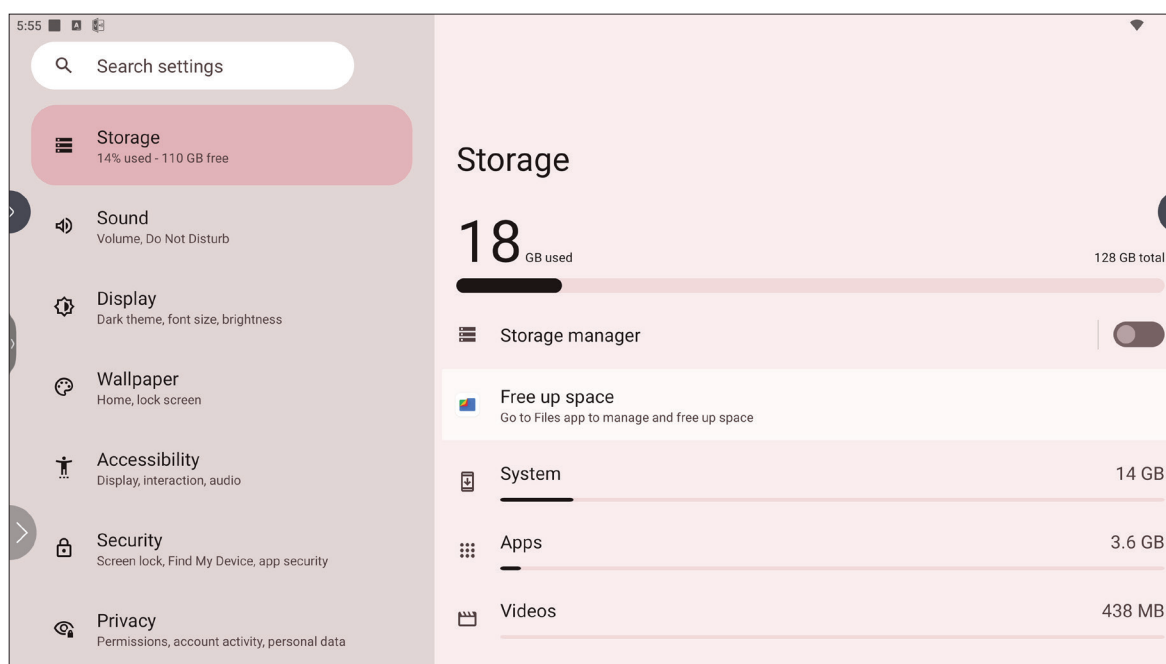 5:55
Search settings
Storage
14% used - 110 GB free
Sound
Volume, Do Not Disturb
Display
Dark theme, font size, brightness
Wallpaper
Home, lock screen
Accessibility
Display, interaction, audio
Security
Screen lock, Find My Device, app security
Privacy
Permissions, account activity, personal data
Storage
18 GB used
128 GB total
Storage manager
Free up space
Go to Files app to manage and free up space
System
14 GB
Apps
3.6 GB
Videos
438 MB